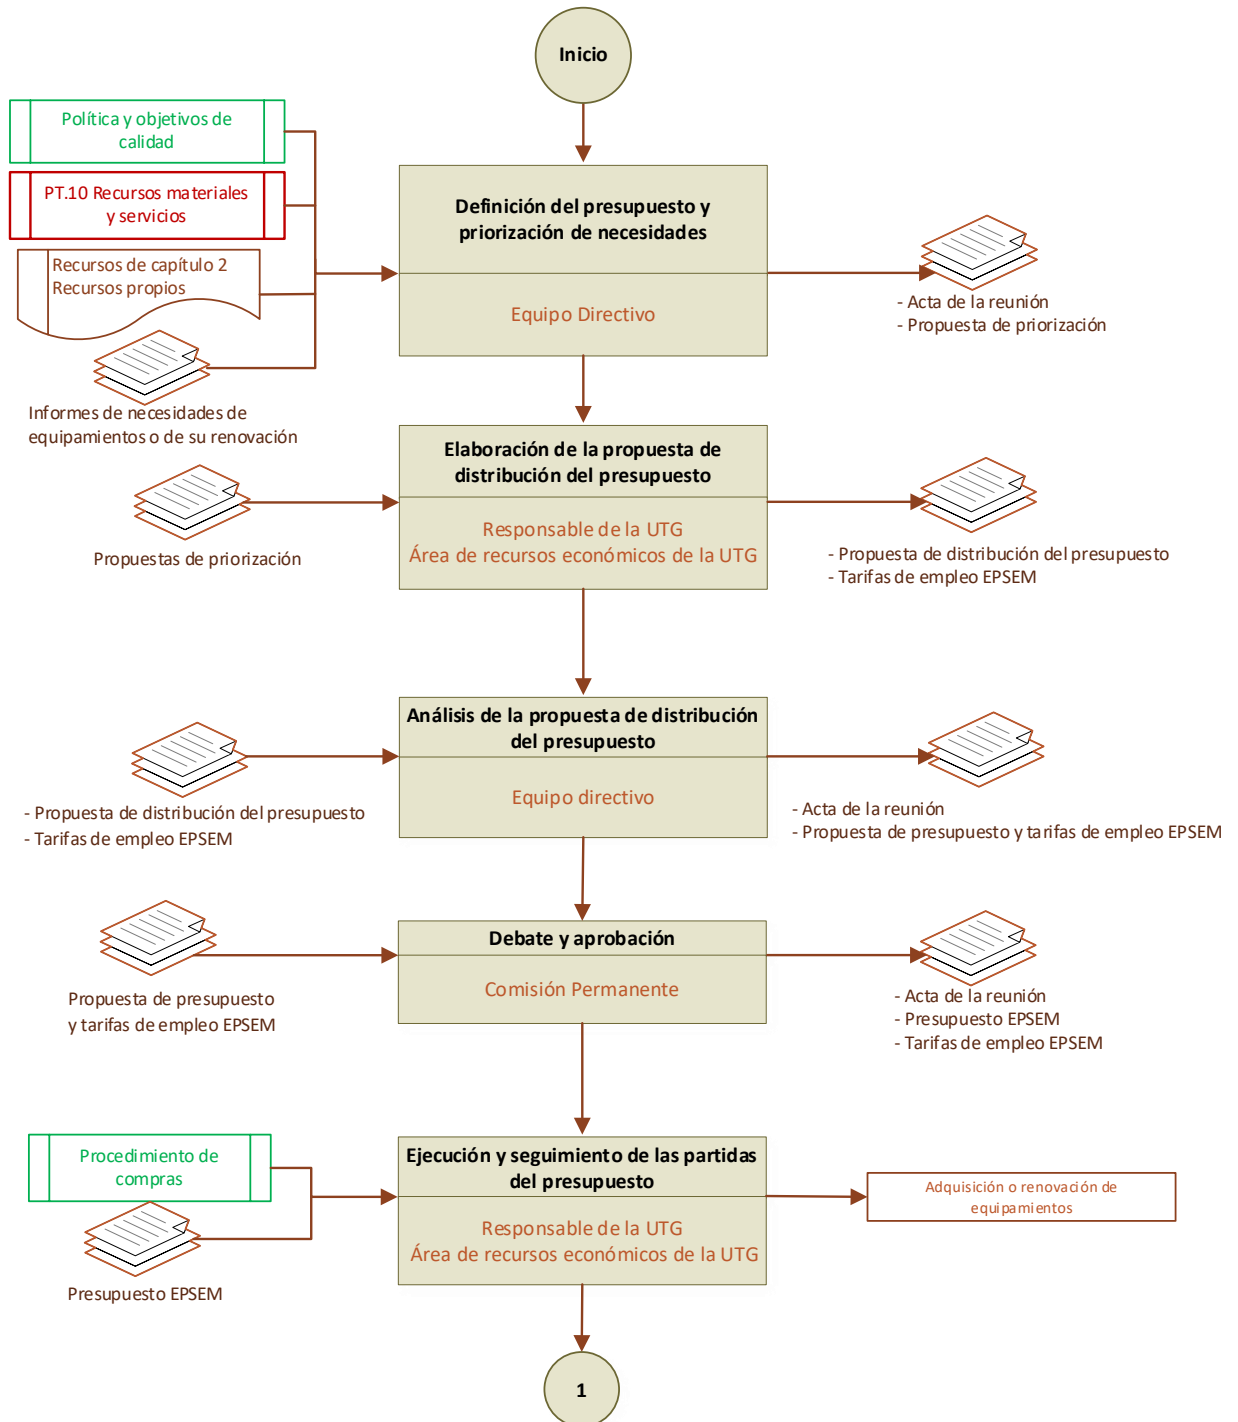 Inicio
Política y objetivos de
calidad
PT.10 Recursos materiales
y servicios
Recursos de capítulo 2
Recursos propios
Informes de necesidades de
equipamientos o de su renovación
Definición del presupuesto y
priorización de necesidades
Equipo Directivo
- Acta de la reunión
- Propuesta de priorización
Propuestas de priorización
Elaboración de la propuesta de
distribución del presupuesto
Responsable de la UTG
Área de recursos económicos de la UTG
- Propuesta de distribución del presupuesto
- Tarifas de empleo EPSEM
- Propuesta de distribución del presupuesto
- Tarifas de empleo EPSEM
Análisis de la propuesta de distribución
del presupuesto
Equipo directivo
- Acta de la reunión
- Propuesta de presupuesto y tarifas de empleo EPSEM
Propuesta de presupuesto
y tarifas de empleo EPSEM
Debate y aprobación
Comisión Permanente
- Acta de la reunión
- Presupuesto EPSEM
- Tarifas de empleo EPSEM
Procedimiento de
compras
Presupuesto EPSEM
Ejecución y seguimiento de las partidas
del presupuesto
Responsable de la UTG
Área de recursos económicos de la UTG
Adquisición o renovación de
equipamientos
1